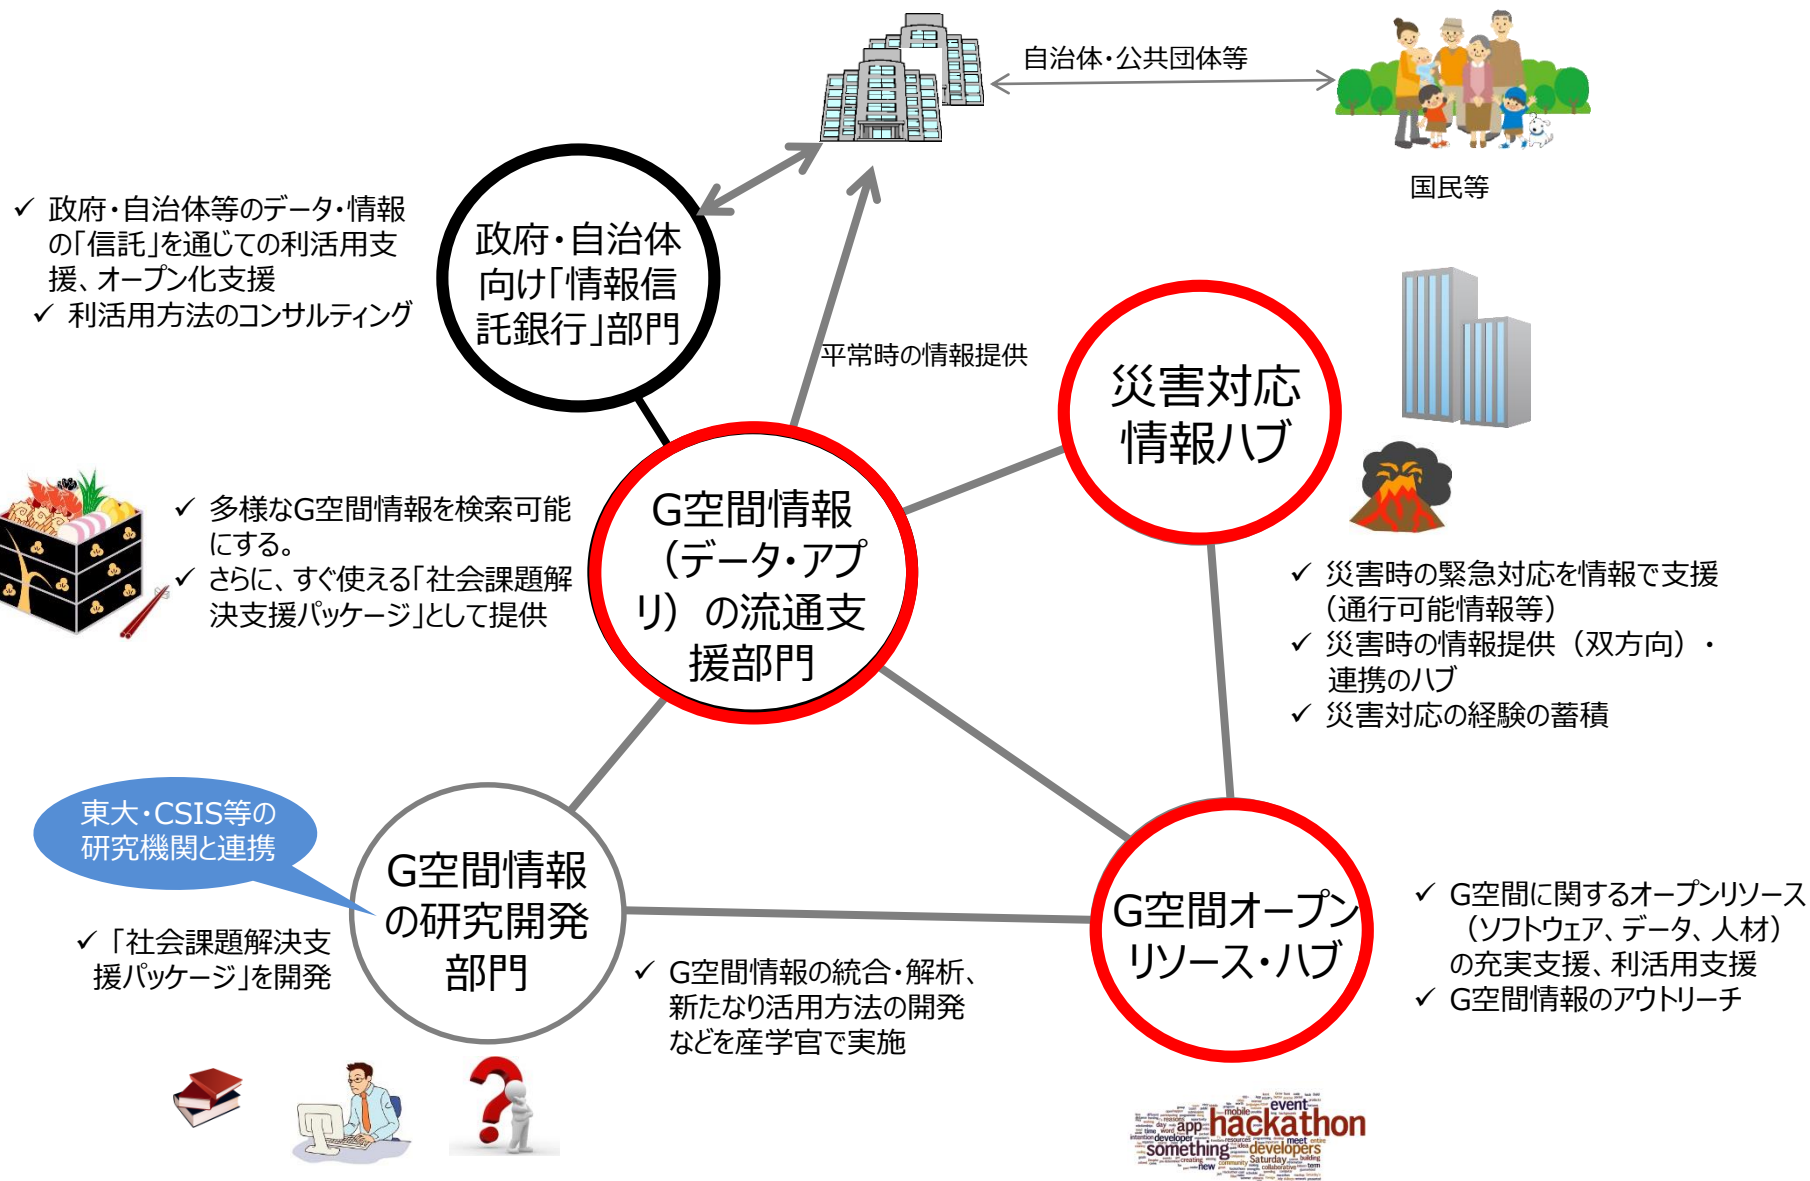 自治体・公共団体等
国民等
✓ 政府・自治体等のデータ・情報
の「信託」を通じての利活用支
援、オープン化支援
✓ 利活用方法のコンサルティング
政府・自治体
向け「情報信
託銀行」部門
平常時の情報提供
災害対応
情報ハブ
✓ 多様なG空間情報を検索可能
にする。
✓ さらに、すぐ使える「社会課題解
決支援パッケージ」として提供
G空間情報
（データ・アプ
リ）の流通支
援部門
✓ 災害時の緊急対応を情報で支援
（通行可能情報等）
✓ 災害時の情報提供（双方向）・
連携のハブ
✓ 災害対応の経験の蓄積
東大・CSIS等の
研究機関と連携
G空間情報
の研究開発
部門
✓ 「社会課題解決支
援パッケージ」を開発
✓ G空間情報の統合・解析、
新たなり活用方法の開発
などを産学官で実施
G空間オープン
リソース・ハブ
✓ G空間に関するオープンリソース
（ソフトウェア、データ、人材）
の充実支援、利活用支援
✓ G空間情報のアウトリーチ
event
mobile
app hackathon
developer
meet
something developers
Saturday
new community collaborative term